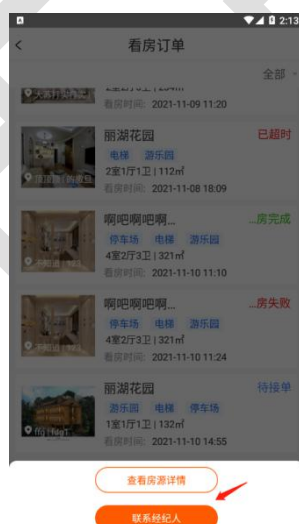 2:13
看房订单
全部
看房时间: 2021-11-09 11:20
丽湖花园
已超时
电梯 游乐园
2室1厅1卫 | 112㎡
看房时间: 2021-11-08 18:09
啊吧啊吧啊...
...房完成
停车场 电梯 游乐园
4室2厅3卫 | 321㎡
看房时间: 2021-11-10 11:10
啊吧啊吧啊...
...房失败
停车场 电梯 游乐园
4室2厅3卫 | 321㎡
看房时间: 2021-11-10 11:24
丽湖花园
待接单
游乐园 电梯 停车场
1室1厅1卫 | 132㎡
看房时间: 2021-11-10 14:55
查看房源详情
联系经纪人